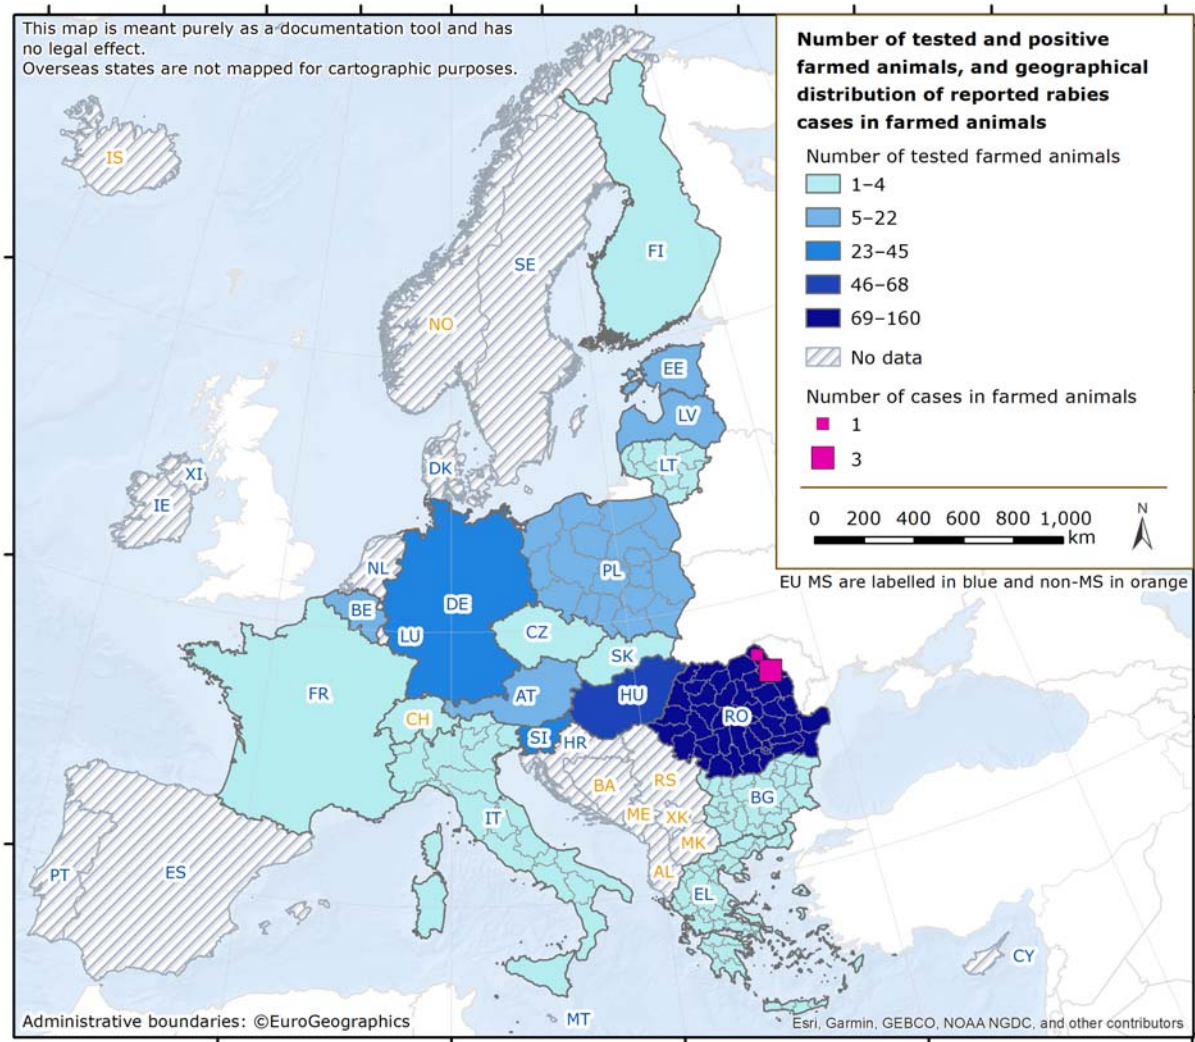 This map is meant purely as a documentation tool and has
no legal effect.
Overseas states are not mapped for cartographic purposes.
Number of tested and positive
farmed animals, and geographical
distribution of reported rabies
cases in farmed animals
Number of tested farmed animals
1–4
5–22
23–45
46–68
69–160
No data
Number of cases in farmed animals
1
3
0 200 400 600 800 1,000
km
N
EU MS are labelled in blue and non-MS in orange
IS
FI
SE
NO
EE
LV
LT
DK
XI
IE
NL
PL
BE
DE
LU
CZ
SK
FR
AT
HU
CH
RO
SI
HR
BA
RS
BG
IT
ME
XK
MK
AL
PT
ES
EL
CY
MT
Administrative boundaries: ©EuroGeographics
Esri, Garmin, GEBCO, NOAA NGDC, and other contributors